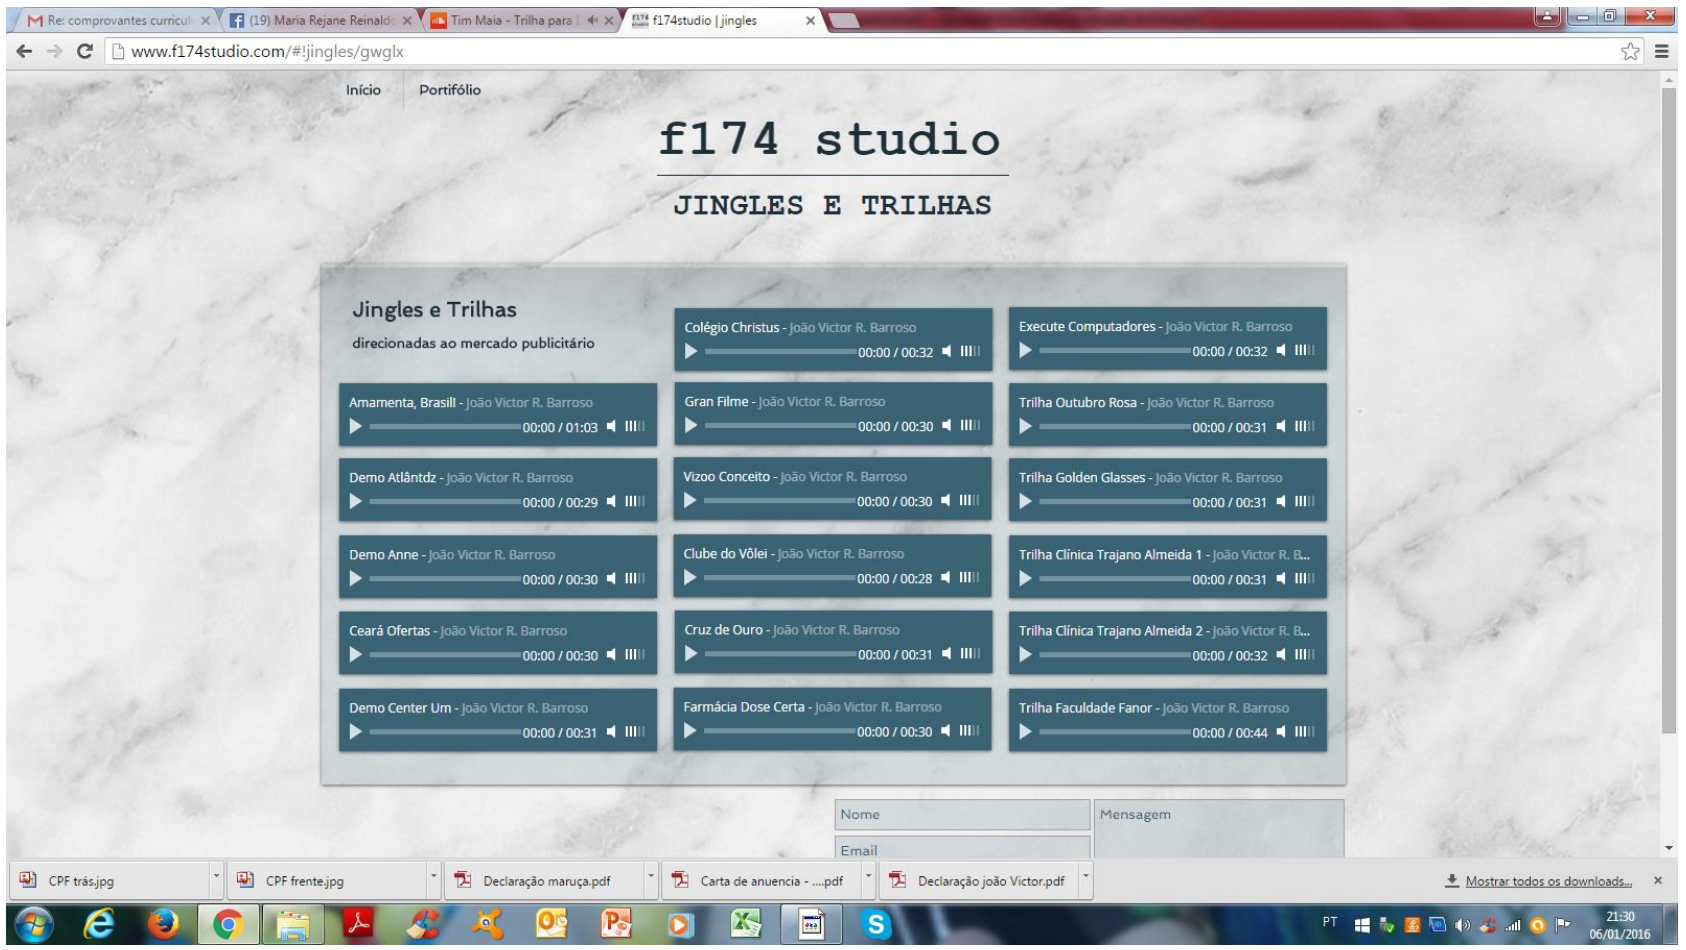 Re: comprovantes curricul
(19) Maria Rejane Reinald
Tim Maia - Trilha para
f174studio | jingles
www.f174studio.com/#!jingles/gwglx
Início
Portifólio
f174 studio
JINGLES E TRILHAS
Jingles e Trilhas
direcionadas ao mercado publicitário
Amamenta, Brasil! - João Victor R. Barroso
00:00 / 01:03
Demo Atlântdz - João Victor R. Barroso
00:00 / 00:29
Demo Anne - João Victor R. Barroso
00:00 / 00:30
Ceará Ofertas - João Victor R. Barroso
00:00 / 00:30
Demo Center Um - João Victor R. Barroso
00:00 / 00:31
Colégio Christus - João Victor R. Barroso
00:00 / 00:32
Gran Filme - João Victor R. Barroso
00:00 / 00:30
Vizoo Conceito - João Victor R. Barroso
00:00 / 00:30
Clube do Vôlei - João Victor R. Barroso
00:00 / 00:28
Cruz de Ouro - João Victor R. Barroso
00:00 / 00:31
Farmácia Dose Certa - João Victor R. Barroso
00:00 / 00:30
Execute Computadores - João Victor R. Barroso
00:00 / 00:32
Trilha Outubro Rosa - João Victor R. Barroso
00:00 / 00:31
Trilha Golden Glasses - João Victor R. Barroso
00:00 / 00:31
Trilha Clínica Trajano Almeida 1 - João Victor R. B...
00:00 / 00:31
Trilha Clínica Trajano Almeida 2 - João Victor R. B...
00:00 / 00:32
Trilha Faculdade Fanor - João Victor R. Barroso
00:00 / 00:44
Nome
Mensagem
Email
CPF trás.jpg
CPF frente.jpg
Declaração maruça.pdf
Carta de anuencia - ....pdf
Declaração joão Victor.pdf
Mostrar todos os downloads...
PT
21:30
06/01/2016